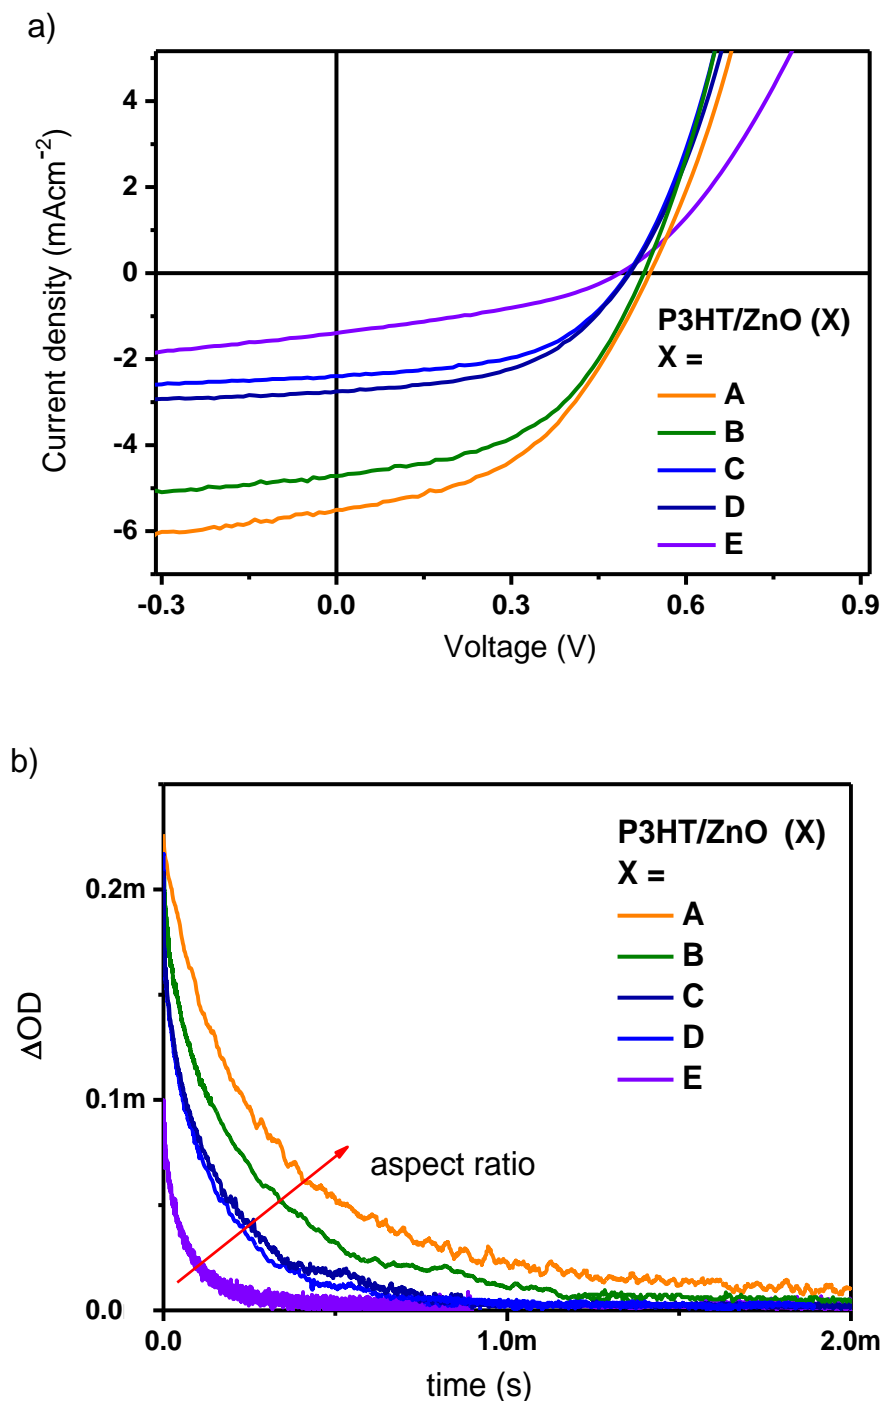 a)
4
2
0
-2
-4
-6
Current density (mAcm⁻²)
P3HT/ZnO (X)
X =
A
B
C
D
E
-0.3
0.0
0.3
0.6
0.9
Voltage (V)
b)
0.2m
0.1m
0.0
ΔOD
P3HT/ZnO (X)
X =
A
B
C
D
E
aspect ratio
0.0
1.0m
2.0m
time (s)